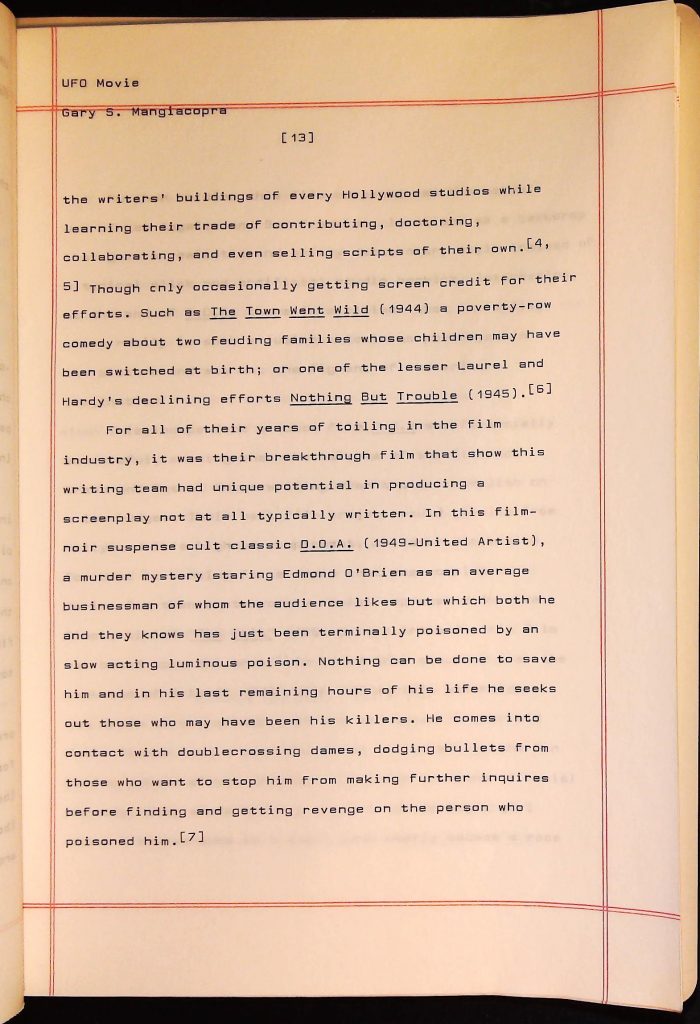 UFO Movie
Gary S. Mangiacopra
[13]
the writers' buildings of every Hollywood studios while
learning their trade of contributing, doctoring,
collaborating, and even selling scripts of their own.[4,
5] Though cnly occasionally getting screen credit for their
efforts. Such as The Town Went Wild (1944) a poverty-row
comedy about two feuding families whose children may have
been switched at birth; or one of the lesser Laurel and
Hardy's declining efforts Nothing But Trouble (1945).[6]
For all of their years of toiling in the film
industry, it was their breakthrough film that show this
writing team had unique potential in producing a
screenplay not at all typically written. In this film-
noir suspense cult classic D.O.A. (1949-United Artist),
a murder mystery staring Edmond O'Brien as an average
businessman of whom the audience likes but which both he
and they knows has just been terminally poisoned by an
slow acting luminous poison. Nothing can be done to save
him and in his last remaining hours of his life he seeks
out those who may have been his killers. He comes into
contact with doublecrossing dames, dodging bullets from
those who want to stop him from making further inquires
before finding and getting revenge on the person who
poisoned him.[7]